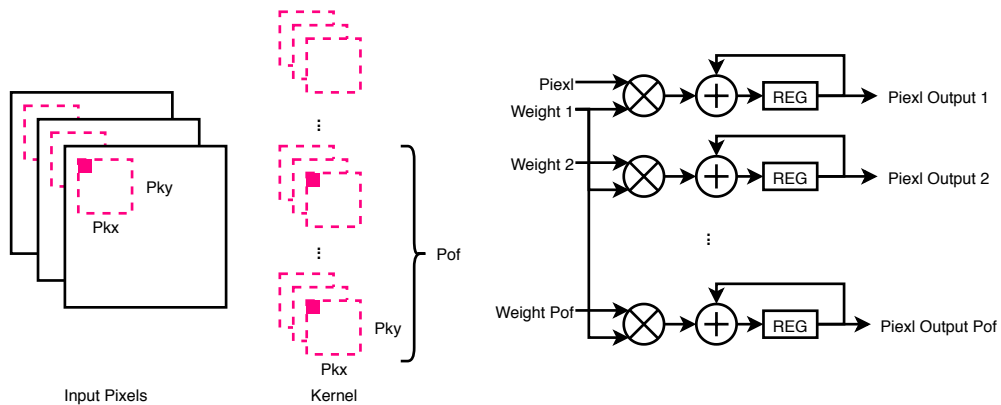 Pky
Pkx
Input Pixels
...
...
Pof
Pky
Pkx
Kernel
Piexl
Weight 1
REG
Piexl Output 1
Weight 2
REG
Piexl Output 2
...
Weight Pof
REG
Piexl Output Pof